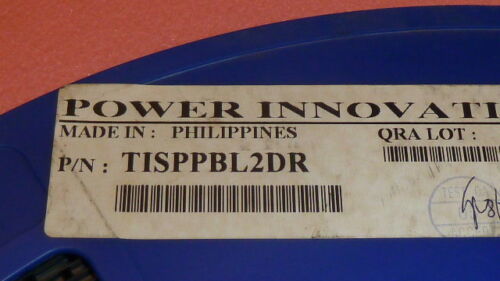 POWER INNOVATI
MADE IN : PHILIPPINES QRA LOT :
P/N : TISPPBL2DR